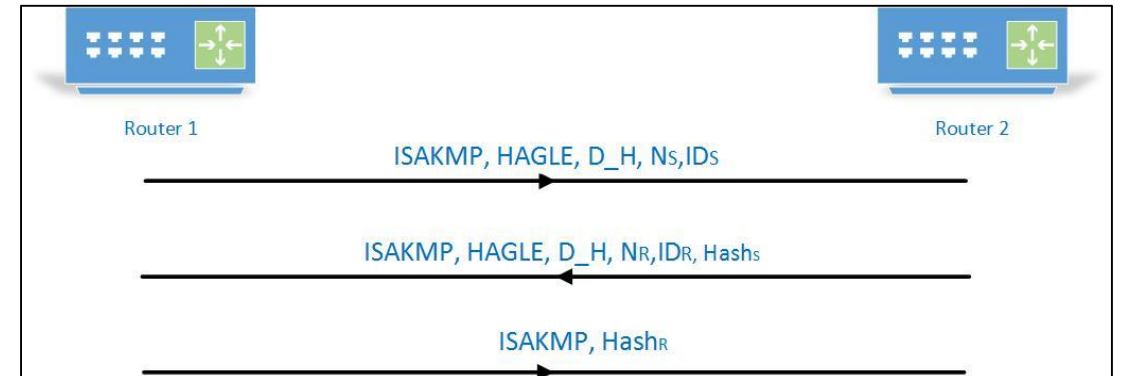 Router 1
Router 2
ISAKMP, HAGLE, D_H, Ns,IDs
ISAKMP, HAGLE, D_H, NR,IDR, Hashs
ISAKMP, HashR